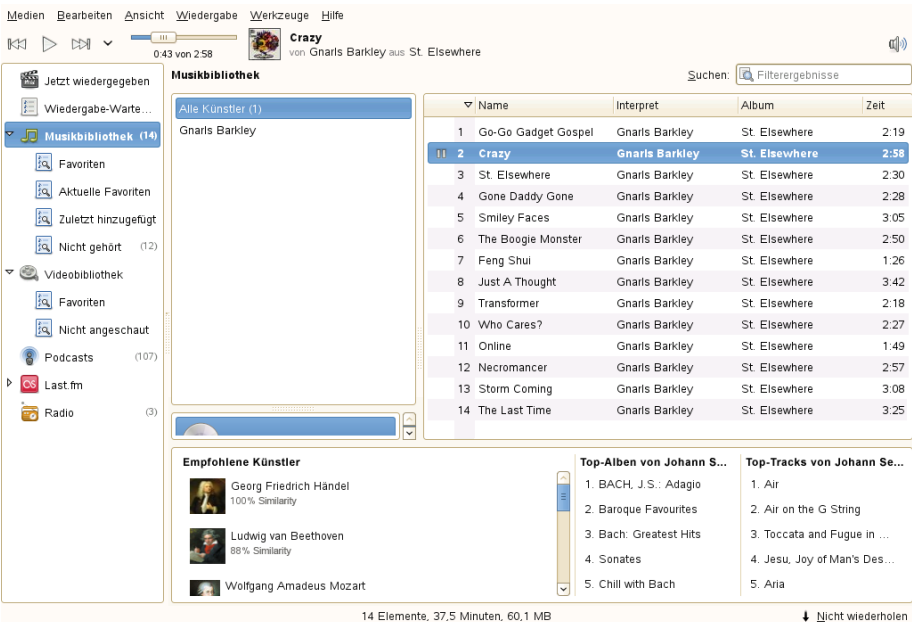 Medien Bearbeiten Ansicht Wiedergabe Werkzeuge Hilfe
Crazy
0:43 von 2:58
von Gnarls Barkley aus St. Elsewhere
Jetzt wiedergegeben
Wiedergabe-Warte...
Musikbibliothek (14)
Favoriten
Aktuelle Favoriten
Zuletzt hinzugefügt
Nicht gehört (12)
Videobibliothek
Favoriten
Nicht angeschaut
Podcasts (107)
Last.fm
Radio (3)
Musikbibliothek
Suchen: Filterergebnisse
Alle Künstler (1)
Gnarls Barkley
Name Interpret Album Zeit
1 Go-Go Gadget Gospel Gnarls Barkley St. Elsewhere 2:19
2 Crazy Gnarls Barkley St. Elsewhere 2:58
3 St. Elsewhere Gnarls Barkley St. Elsewhere 2:30
4 Gone Daddy Gone Gnarls Barkley St. Elsewhere 2:28
5 Smiley Faces Gnarls Barkley St. Elsewhere 3:05
6 The Boogie Monster Gnarls Barkley St. Elsewhere 2:50
7 Feng Shui Gnarls Barkley St. Elsewhere 1:26
8 Just A Thought Gnarls Barkley St. Elsewhere 3:42
9 Transformer Gnarls Barkley St. Elsewhere 2:18
10 Who Cares? Gnarls Barkley St. Elsewhere 2:27
11 Online Gnarls Barkley St. Elsewhere 1:49
12 Necromancer Gnarls Barkley St. Elsewhere 2:57
13 Storm Coming Gnarls Barkley St. Elsewhere 3:08
14 The Last Time Gnarls Barkley St. Elsewhere 3:25
Empfohlene Künstler
Georg Friedrich Händel
100% Similarity
Ludwig van Beethoven
88% Similarity
Wolfgang Amadeus Mozart
Top-Alben von Johann S...
1. BACH, J.S.: Adagio
2. Baroque Favourites
3. Bach: Greatest Hits
4. Sonates
5. Chill with Bach
Top-Tracks von Johann Se...
1. Air
2. Air on the G String
3. Toccata and Fugue in ...
4. Jesu, Joy of Man's Des...
5. Aria
14 Elemente, 37,5 Minuten, 60,1 MB
Nicht wiederholen